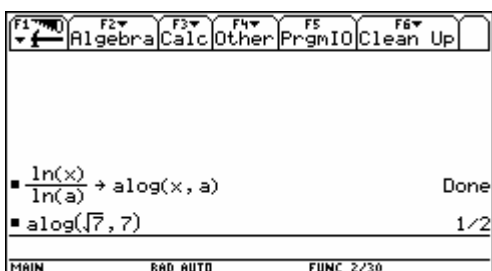 F1 F2 Algebra F3 Calc F4 Other F5 PrgmIO F6 Clean Up
ln(x)/ln(a) → alog(x, a) Done
alog(√7, 7) 1/2
MAIN RAD AUTO FUNC 2/30